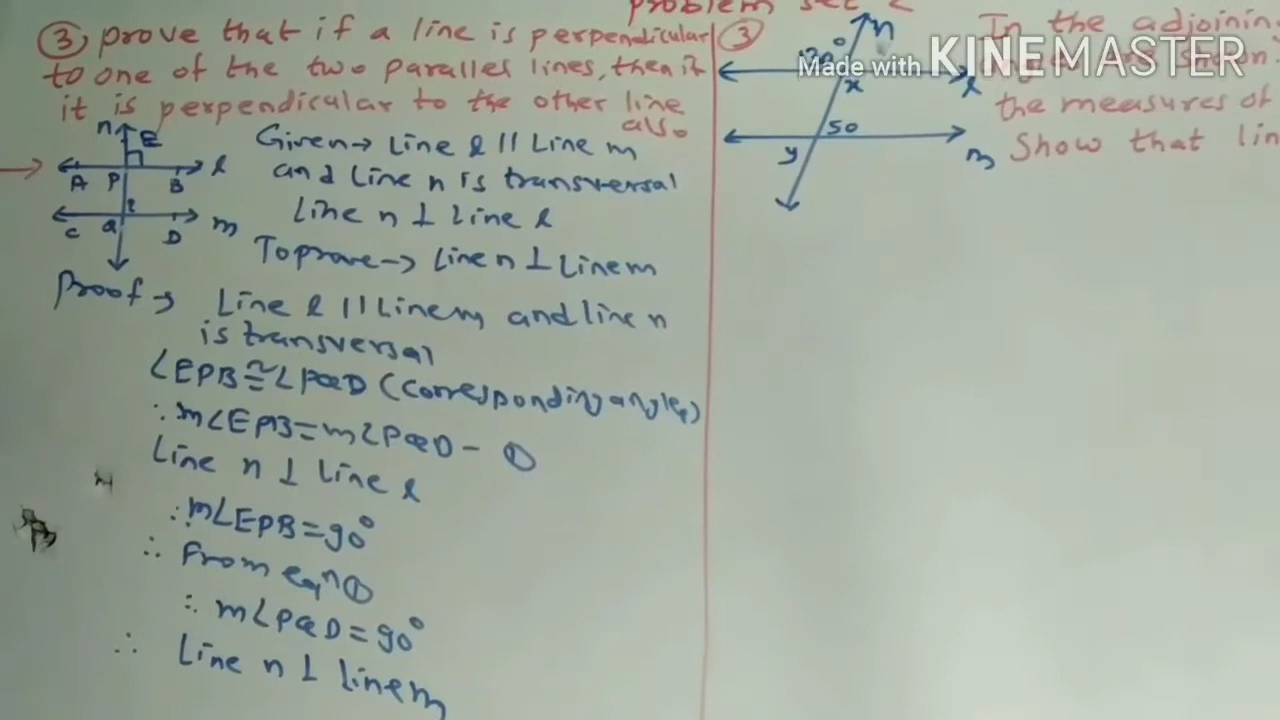 problem set 2
③ prove that if a line is perpendicular
to one of the two paralles lines, then it
it is perpendicular to the other line
also
n E
A P B l
C Q D m
Given→ Line l || Line m
and Line n is transversal
Line n ⊥ Line l
To prove→ Line n ⊥ Line m
Proof→ Line l || Line m and line n
is transversal
∠EPB ≅ ∠PQD (corresponding angles)
∴ m∠EPB = m∠PQD - ①
Line n ⊥ Line l
∴ m∠EPB = 90°
∴ From eqⁿ ①
∴ m∠PQD = 90°
∴ Line n ⊥ Line m
③
n
130°
x l
50
y m
In the adjoinin
the measures of
Show that lin
Made with KINEMASTER